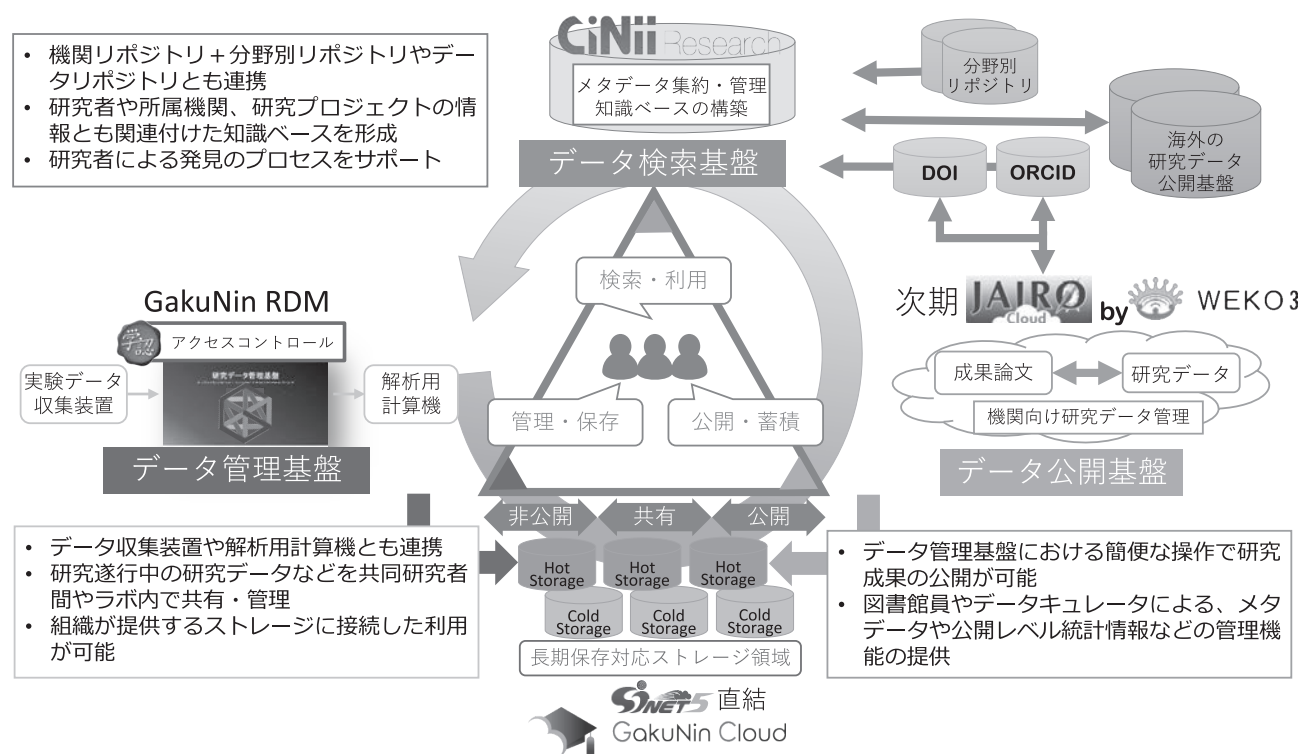 • 機関リポジトリ+分野別リポジトリやデー
タリポジトリとも連携
• 研究者や所属機関、研究プロジェクトの情
報とも関連付けた知識ベースを形成
• 研究者による発見のプロセスをサポート
CiNii Research
メタデータ集約・管理
知識ベースの構築
データ検索基盤
分野別
リポジトリ
海外の
研究データ
公開基盤
DOI
ORCID
検索・利用
管理・保存
公開・蓄積
GakuNin RDM
学認
アクセスコントロール
実験データ
収集装置
研究データ管理基盤
解析用
計算機
データ管理基盤
次期 JAIRO Cloud by WEKO3
成果論文
研究データ
機関向け研究データ管理
データ公開基盤
非公開
共有
公開
• データ収集装置や解析用計算機とも連携
• 研究遂行中の研究データなどを共同研究者
間やラボ内で共有・管理
• 組織が提供するストレージに接続した利用
が可能
Hot
Storage
Hot
Storage
Hot
Storage
Cold
Storage
Cold
Storage
Cold
Storage
長期保存対応ストレージ領域
SINET5 直結
GakuNin Cloud
• データ管理基盤における簡便な操作で研究
成果の公開が可能
• 図書館員やデータキュレータによる、メタ
データや公開レベル統計情報などの管理機
能の提供